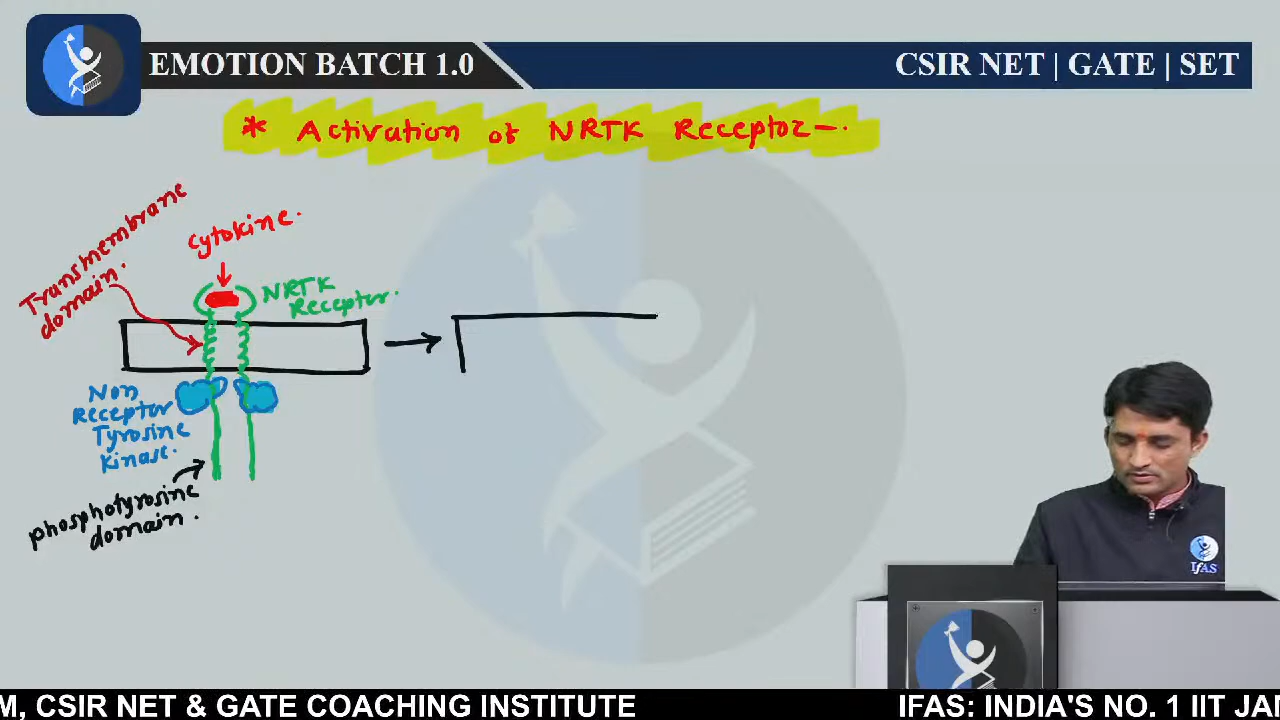 EMOTION BATCH 1.0
CSIR NET | GATE | SET
* Activation of NRTK Receptor-.
Transmembrane
domain.
Cytokine.
NRTK
Receptor.
Non
Receptor
Tyrosine
kinase.
phosphotyrosine
domain.
IFAS
M, CSIR NET & GATE COACHING INSTITUTE
IFAS: INDIA'S NO. 1 IIT JA